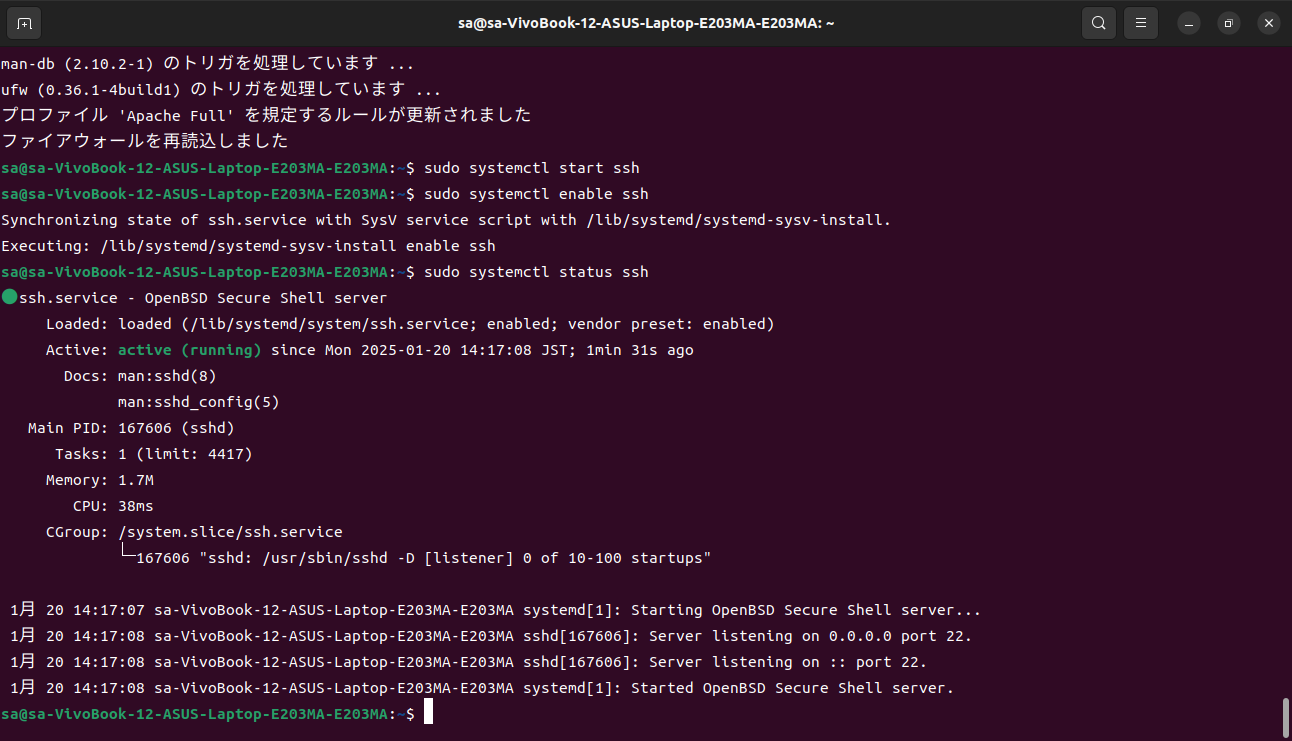 sa@sa-VivoBook-12-ASUS-Laptop-E203MA-E203MA: ~
man-db (2.10.2-1) のトリガを処理しています ...
ufw (0.36.1-4build1) のトリガを処理しています ...
プロファイル 'Apache Full' を規定するルールが更新されました
ファイアウォールを再読込しました
sa@sa-VivoBook-12-ASUS-Laptop-E203MA-E203MA:~$ sudo systemctl start ssh
sa@sa-VivoBook-12-ASUS-Laptop-E203MA-E203MA:~$ sudo systemctl enable ssh
Synchronizing state of ssh.service with SysV service script with /lib/systemd/systemd-sysv-install.
Executing: /lib/systemd/systemd-sysv-install enable ssh
sa@sa-VivoBook-12-ASUS-Laptop-E203MA-E203MA:~$ sudo systemctl status ssh
●ssh.service - OpenBSD Secure Shell server
     Loaded: loaded (/lib/systemd/system/ssh.service; enabled; vendor preset: enabled)
     Active: active (running) since Mon 2025-01-20 14:17:08 JST; 1min 31s ago
       Docs: man:sshd(8)
             man:sshd_config(5)
   Main PID: 167606 (sshd)
      Tasks: 1 (limit: 4417)
     Memory: 1.7M
        CPU: 38ms
     CGroup: /system.slice/ssh.service
             └─167606 "sshd: /usr/sbin/sshd -D [listener] 0 of 10-100 startups"
 1月 20 14:17:07 sa-VivoBook-12-ASUS-Laptop-E203MA-E203MA systemd[1]: Starting OpenBSD Secure Shell server...
 1月 20 14:17:08 sa-VivoBook-12-ASUS-Laptop-E203MA-E203MA sshd[167606]: Server listening on 0.0.0.0 port 22.
 1月 20 14:17:08 sa-VivoBook-12-ASUS-Laptop-E203MA-E203MA sshd[167606]: Server listening on :: port 22.
 1月 20 14:17:08 sa-VivoBook-12-ASUS-Laptop-E203MA-E203MA systemd[1]: Started OpenBSD Secure Shell server.
sa@sa-VivoBook-12-ASUS-Laptop-E203MA-E203MA:~$